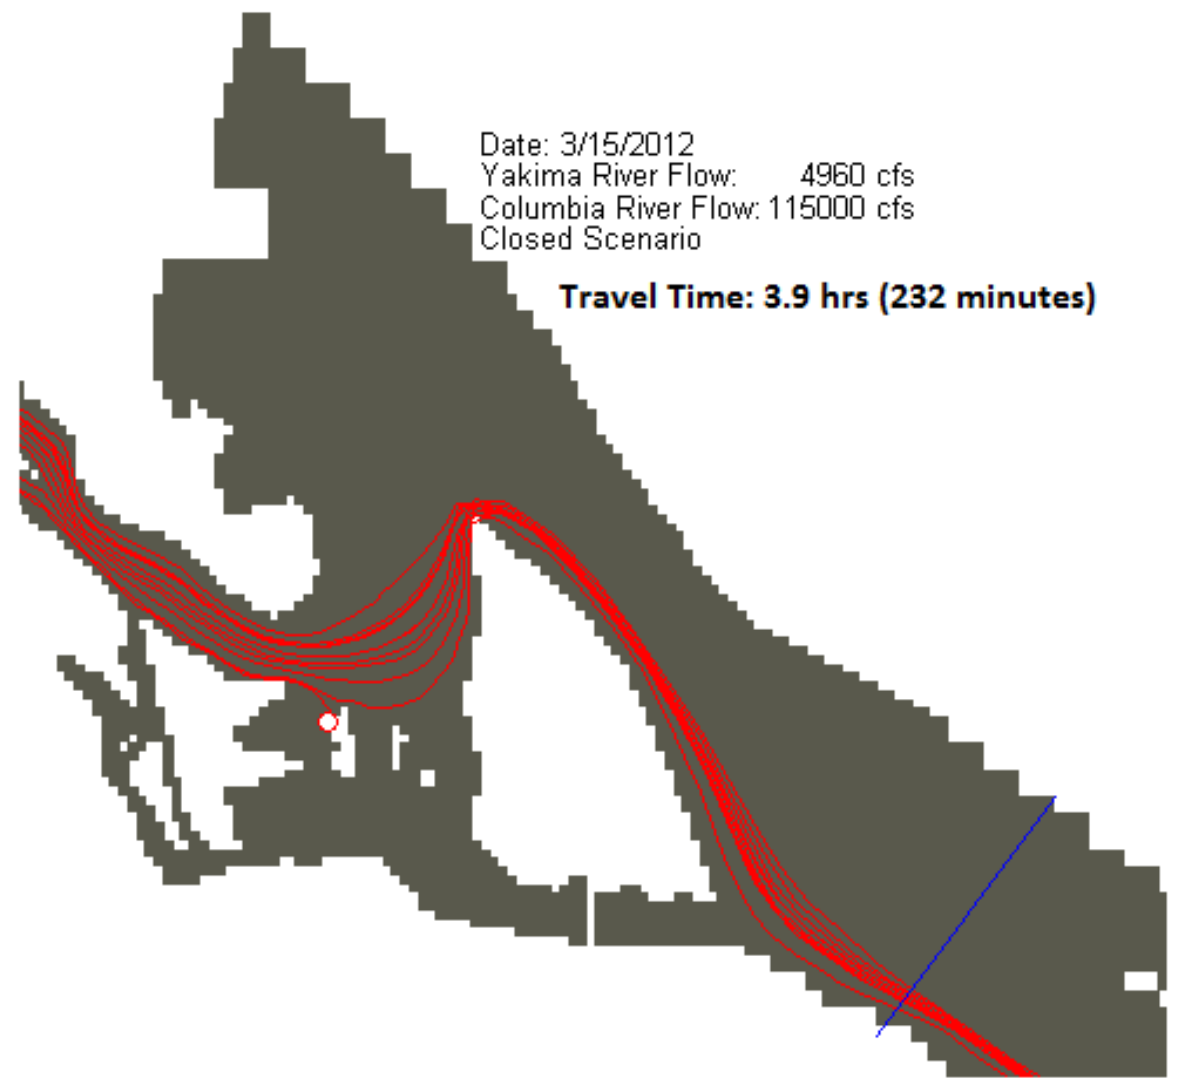 Date: 3/15/2012
Yakima River Flow: 4960 cfs
Columbia River Flow: 115000 cfs
Closed Scenario
Travel Time: 3.9 hrs (232 minutes)